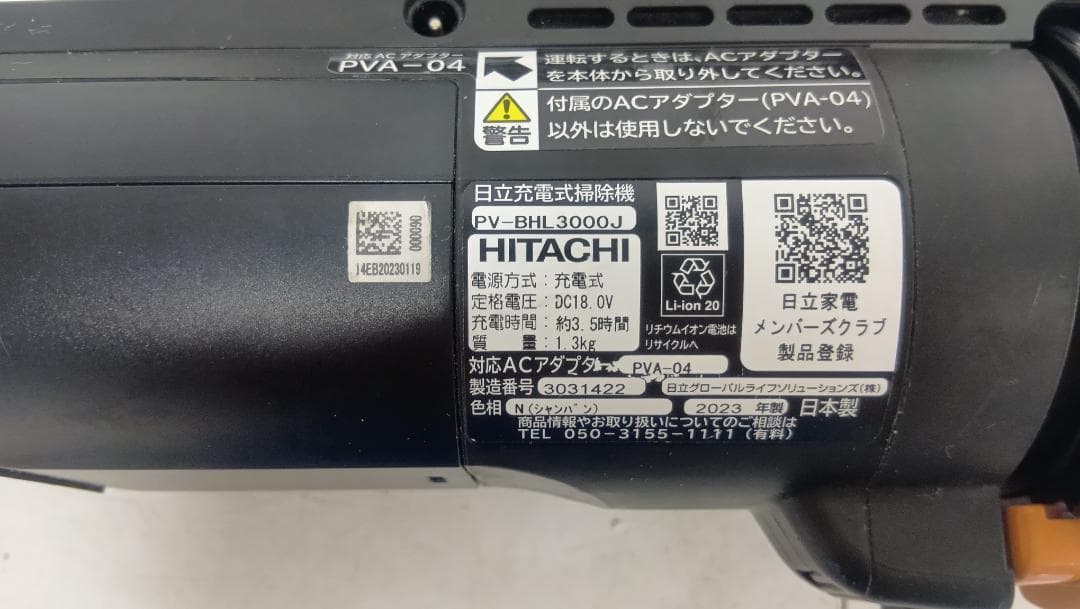 対応 AC アダプター
PVA-04
運転するときは、ACアダプター
を本体から取り外してください。
警告
付属のACアダプター(PVA-04)
以外は使用しないでください。
000090
14EB20230119
日立充電式掃除機
PV-BHL3000J
HITACHI
電源方式：充電式
定格電圧：DC18.0V
充電時間：約3.5時間
質　　量：1.3kg
Li-ion 20
リチウムイオン電池は
リサイクルへ
日立家電
メンバーズクラブ
製品登録
対応ACアダプター PVA-04
製造番号 3031422 日立グローバルライフソリューションズ(株)
色相 N(シャンパン) 2023 年製 日本製
商品情報やお取り扱いについてのご相談は
TEL 050-3155-1111 (有料)